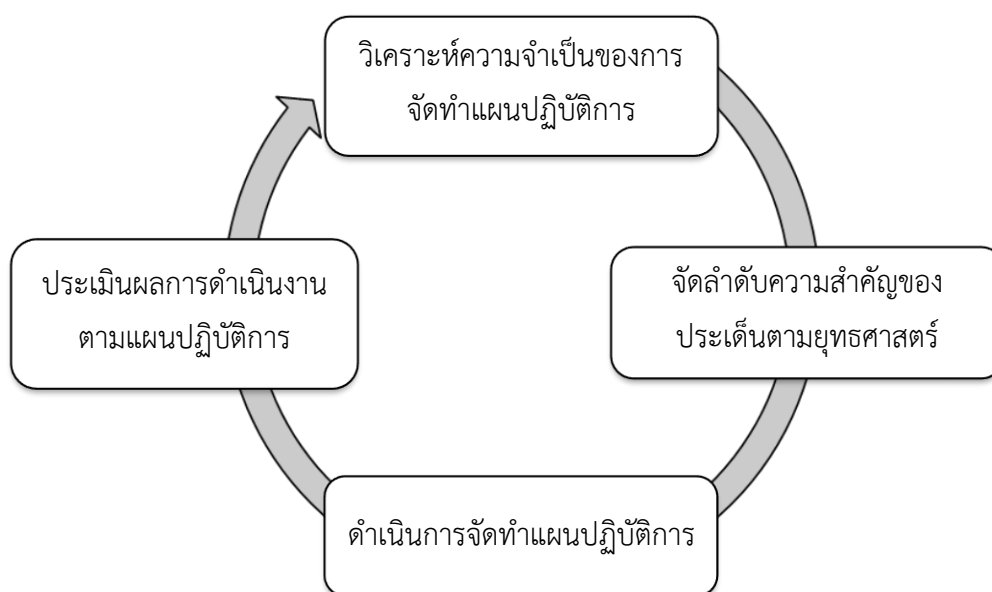 วิเคราะห์ความจำเป็นของการ
จัดทำแผนปฏิบัติการ
จัดลำดับความสำคัญของ
ประเด็นตามยุทธศาสตร์
ดำเนินการจัดทำแผนปฏิบัติการ
ประเมินผลการดำเนินงาน
ตามแผนปฏิบัติการ